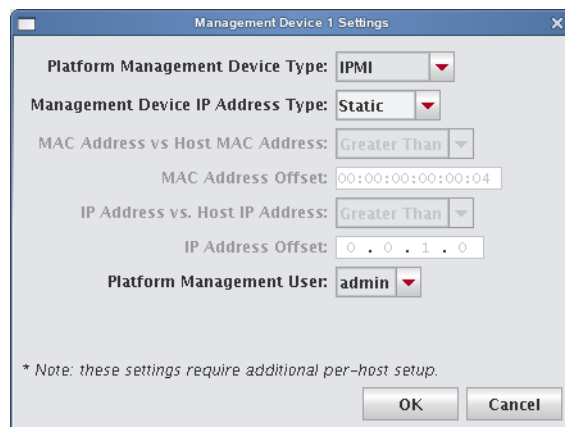 Management Device 1 Settings
Platform Management Device Type: IPMI
Management Device IP Address Type: Static
MAC Address vs Host MAC Address: Greater Than
MAC Address Offset: 00:00:00:00:00:04
IP Address vs. Host IP Address: Greater Than
IP Address Offset: 0 . 0 . 1 . 0
Platform Management User: admin
* Note: these settings require additional per-host setup.
OK Cancel